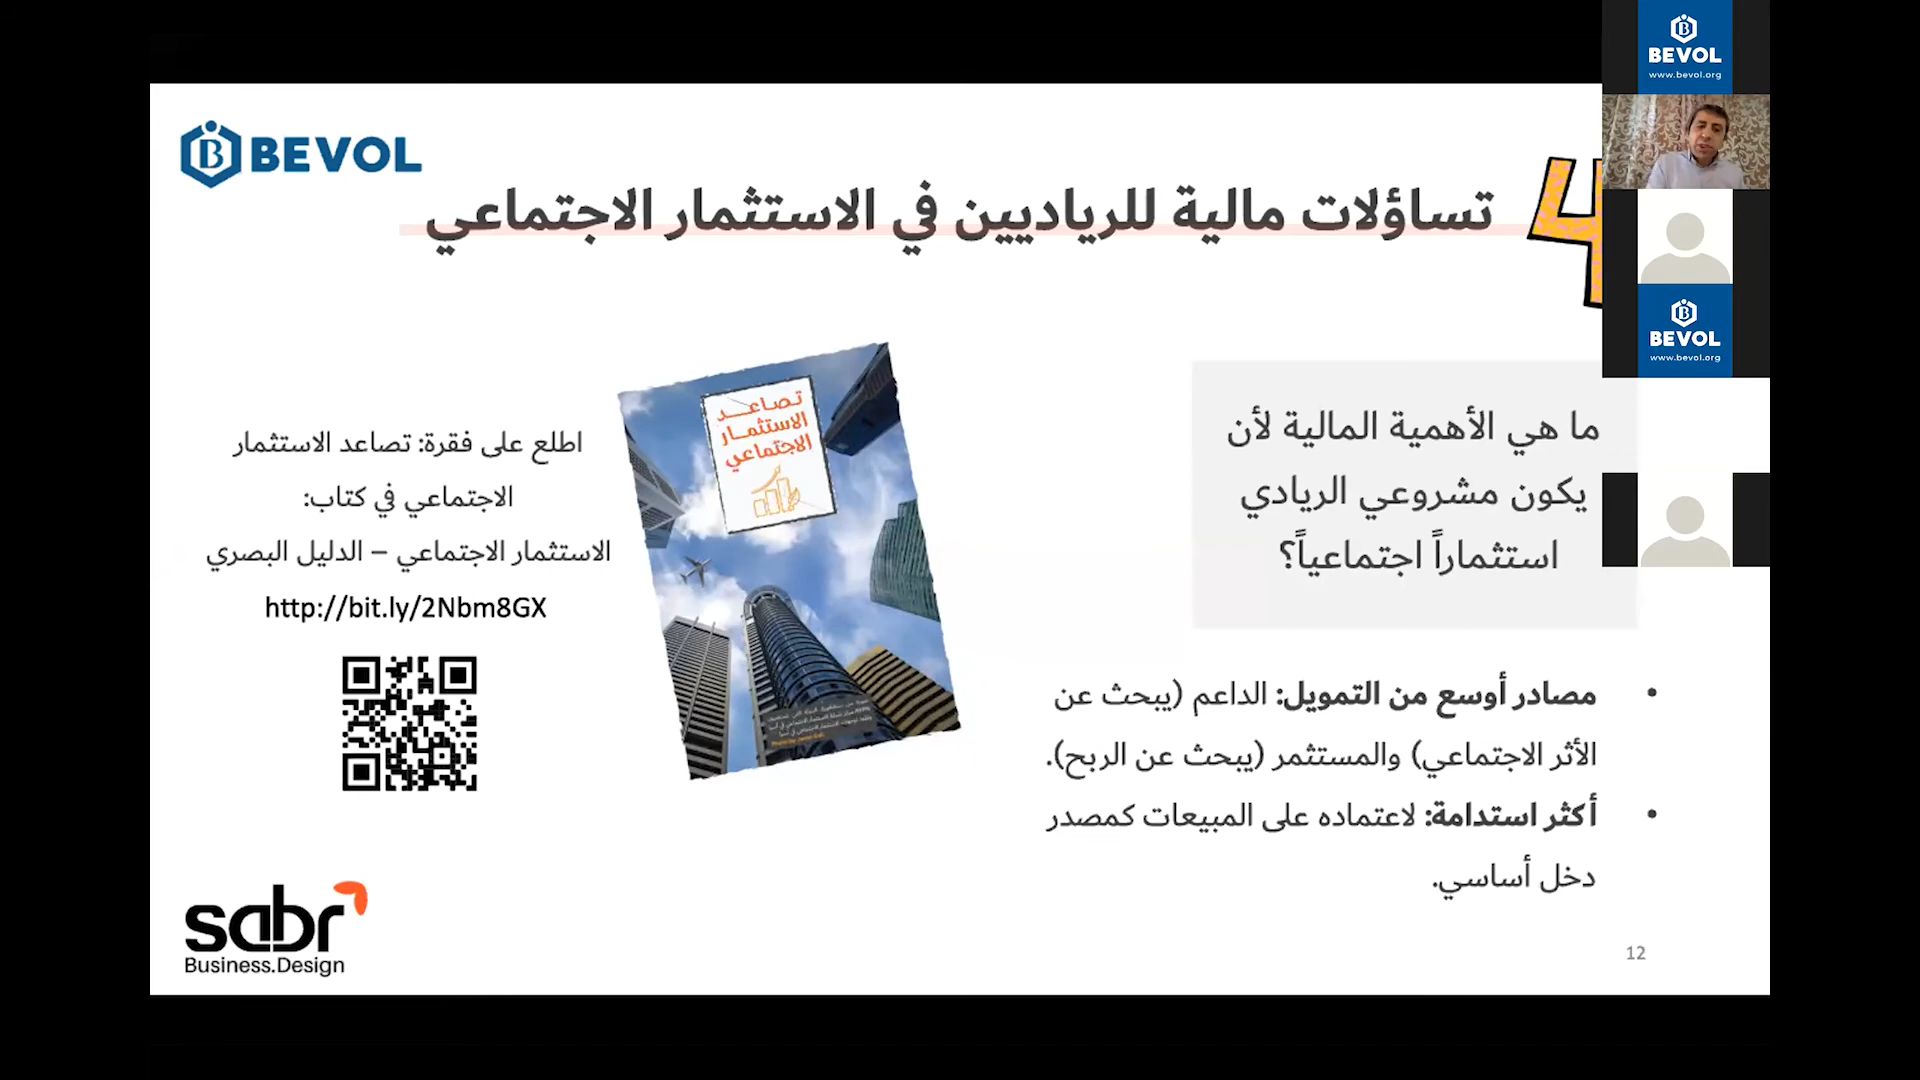 BEVOL
4
تساؤلات مالية للرياديين في الاستثمار الاجتماعي
ما هي الأهمية المالية لأن
يكون مشروعي الريادي
استثماراً اجتماعياً؟
مصادر أوسع من التمويل: الداعم (يبحث عن
الأثر الاجتماعي) والمستثمر (يبحث عن الربح).
أكثر استدامة: لاعتماده على المبيعات كمصدر
دخل أساسي.
تصاعد
الاستثمار
الاجتماعي
اطلع على فقرة: تصاعد الاستثمار
الاجتماعي في كتاب:
الاستثمار الاجتماعي – الدليل البصري
http://bit.ly/2Nbm8GX
sabr
Business.Design
12
BEVOL
www.bevol.org
BEVOL
www.bevol.org